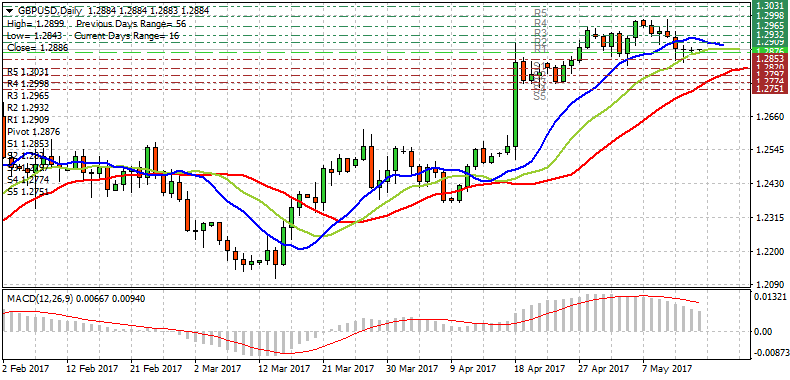 GBPUSD,Daily 1.2884 1.2884 1.2883 1.2884
High= 1.2899 Previous Days Range= 56
Low= 1.2843 Current Days Range= 16
Close= 1.2886
R5 1.3031
R4 1.2998
R3 1.2965
R2 1.2932
R1 1.2909
Pivot 1.2876
S1 1.2853
S4 1.2774
S5 1.2751
R5
R3
R2
R1
S5
1.3031
1.2998
1.2965
1.2932
1.2909
1.2876
1.2853
1.2820
1.2797
1.2774
1.2751
1.2660
1.2545
1.2430
1.2315
1.2200
1.2090
MACD(12,26,9) 0.00667 0.00940
0.01321
0.00
-0.00873
2 Feb 2017 12 Feb 2017 21 Feb 2017 2 Mar 2017 12 Mar 2017 21 Mar 2017 30 Mar 2017 9 Apr 2017 18 Apr 2017 27 Apr 2017 7 May 2017